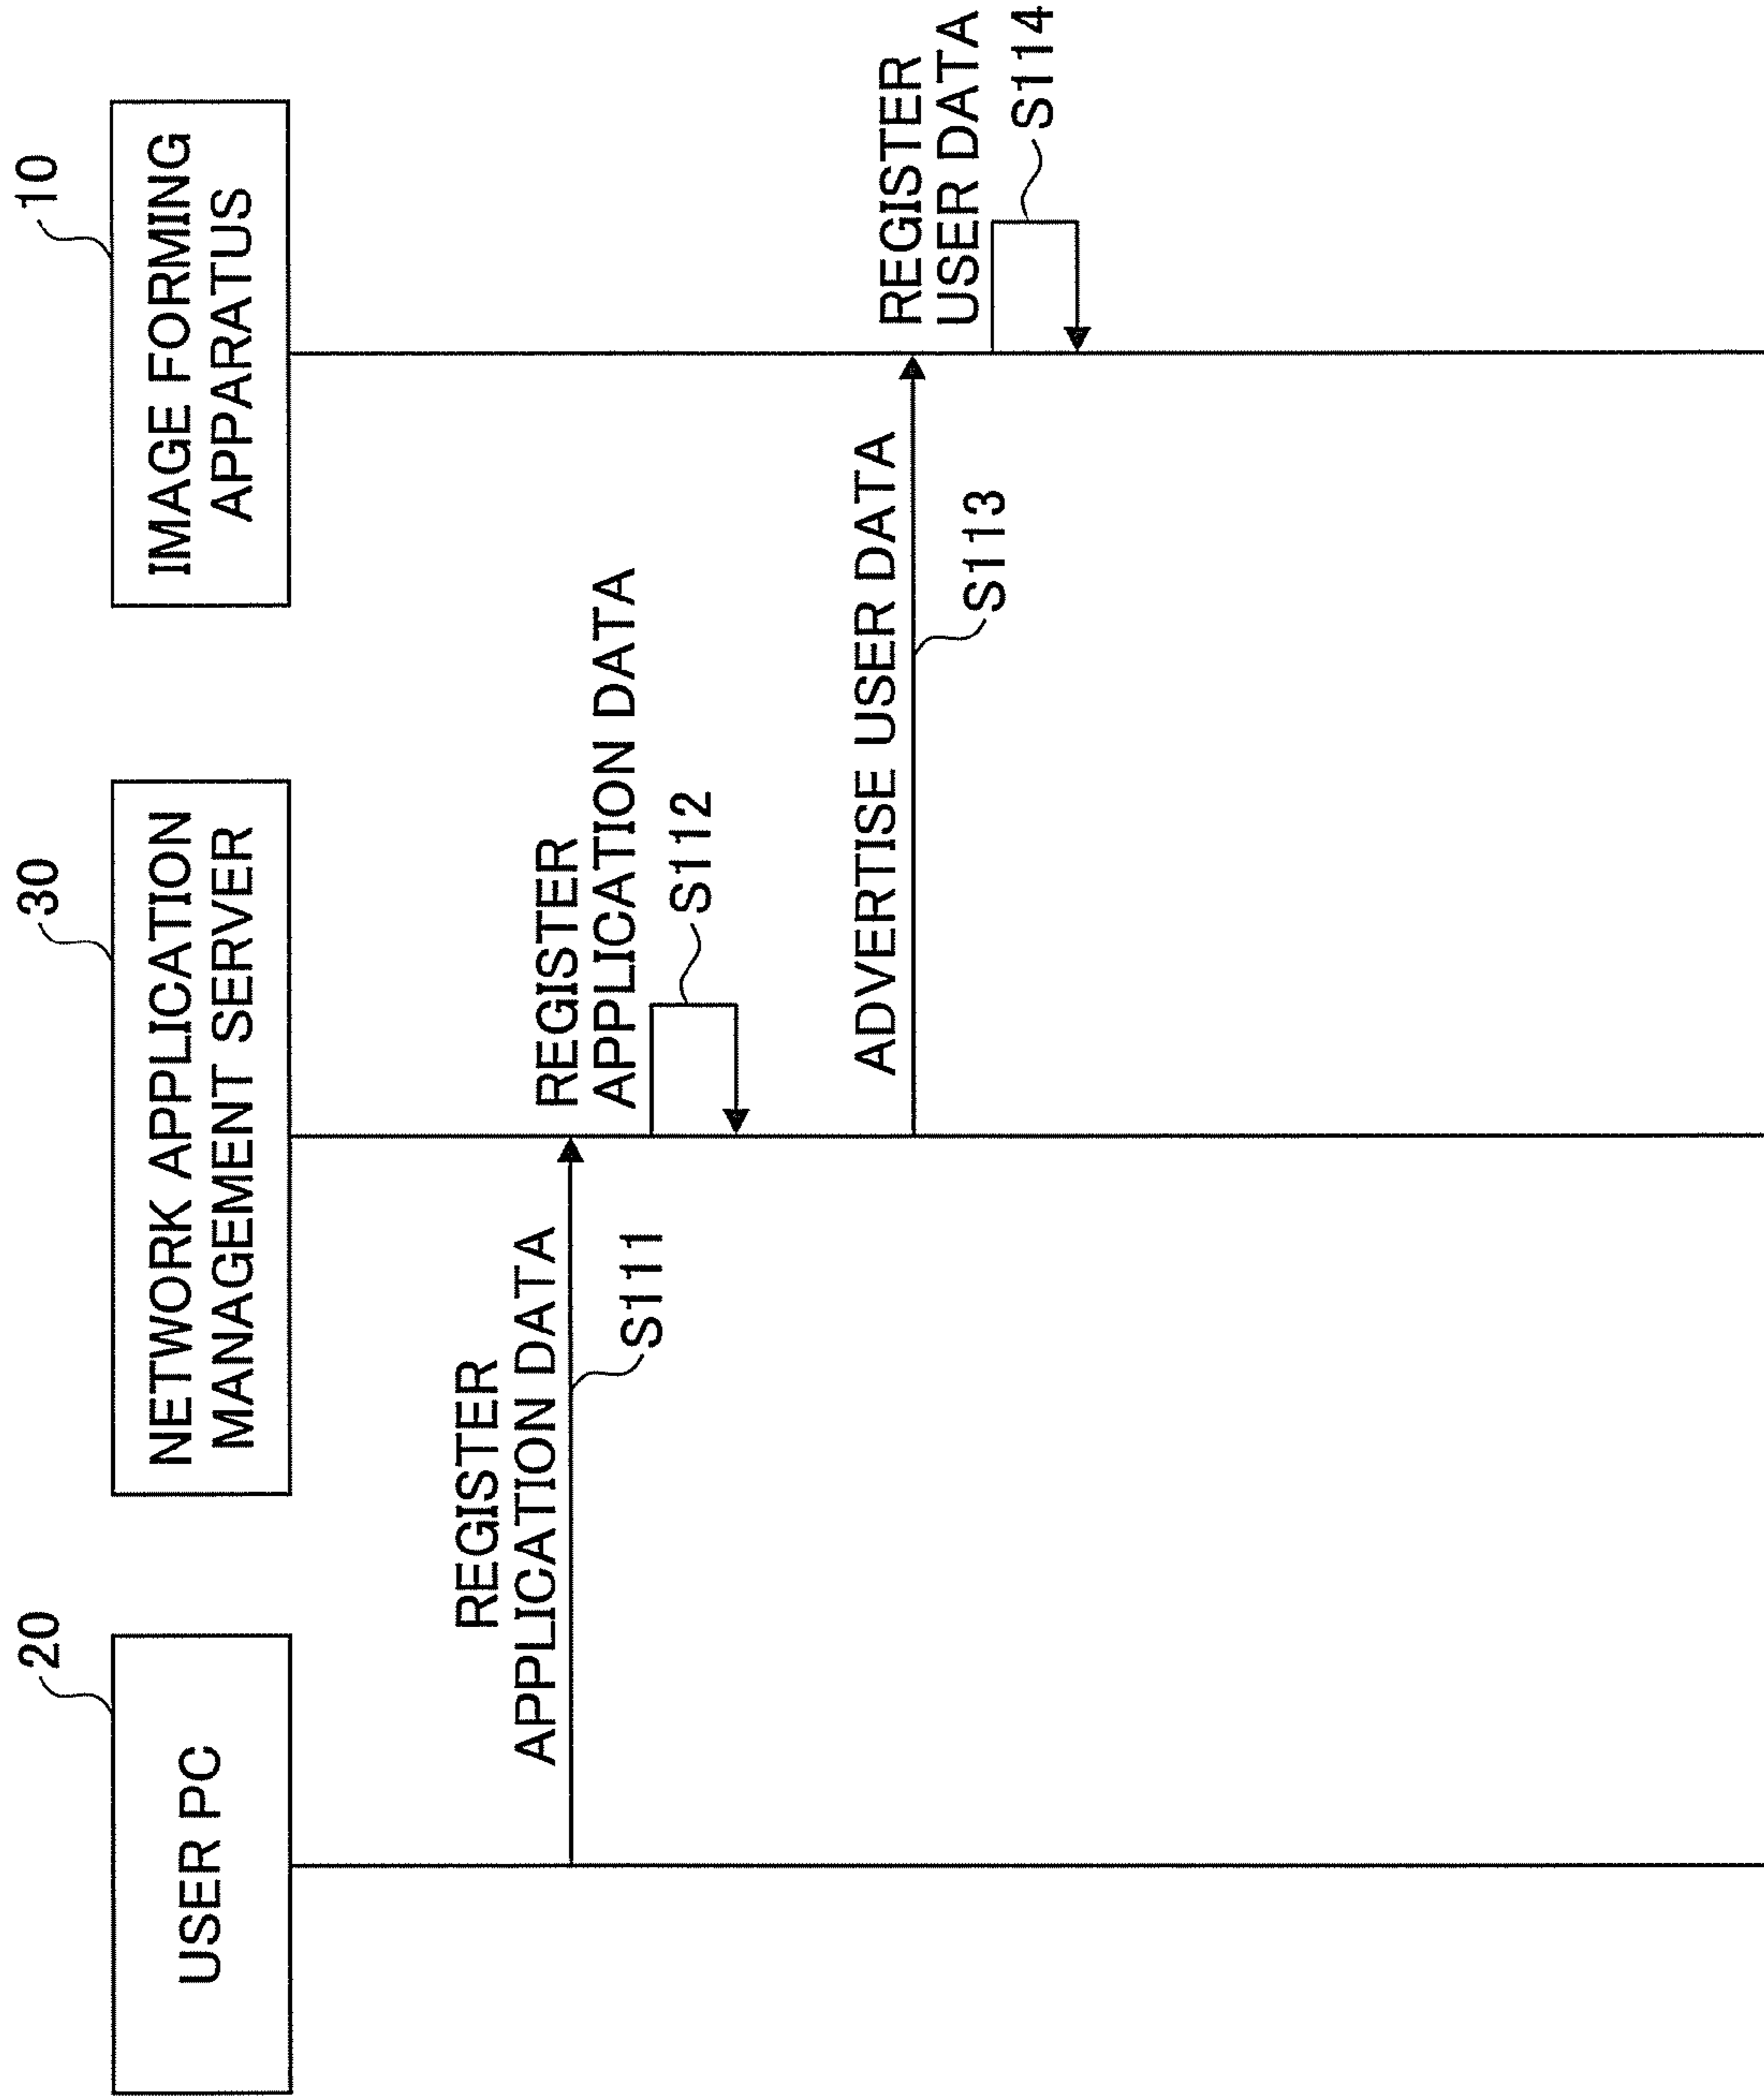 20
USER PC
30
NETWORK APPLICATION
MANAGEMENT SERVER
10
IMAGE FORMING
APPARATUS
REGISTER
APPLICATION DATA
S111
REGISTER
APPLICATION DATA
S112
ADVERTISE USER DATA
S113
REGISTER
USER DATA
S114